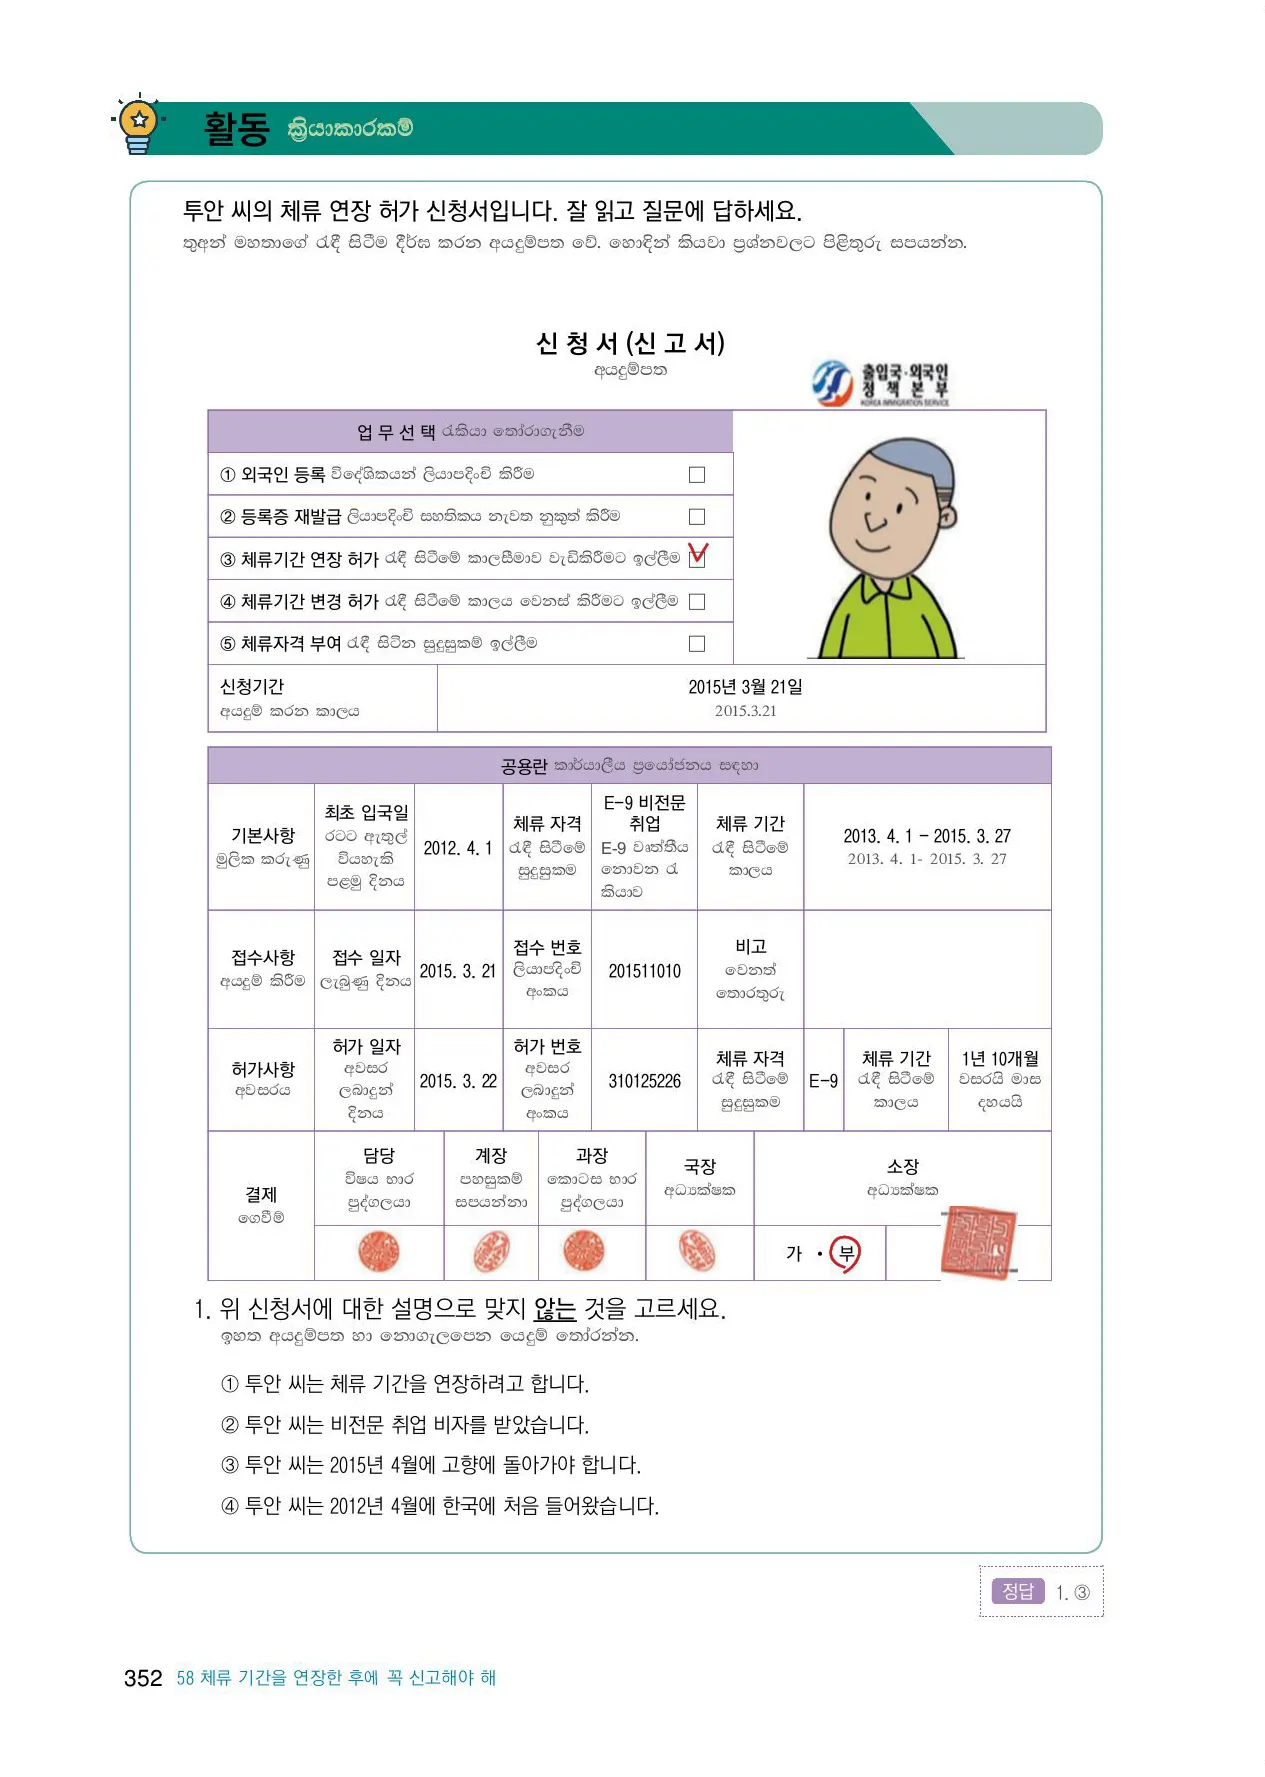 활동 ක්‍රියාකාරකම්
투안 씨의 체류 연장 허가 신청서입니다. 잘 읽고 질문에 답하세요.
තුඅන් මහතාගේ රැඳී සිටීම දීර්ඝ කරන අයදුම්පත වේ. හොඳින් කියවා ප්‍රශ්නවලට පිළිතුරු සපයන්න.
신 청 서 (신 고 서)
අයදුම්පත
출입국·외국인
정 책 본 부
KOREA IMMIGRATION SERVICE
업 무 선 택 රැකියා තෝරාගැනීම
① 외국인 등록 විදේශිකයන් ලියාපදිංචි කිරීම
② 등록증 재발급 ලියාපදිංචි සහතිකය නැවත නුකුත් කිරීම
③ 체류기간 연장 허가 රැඳී සිටීමේ කාලසීමාව වැඩිකිරීමට ඉල්ලීම
④ 체류기간 변경 허가 රැඳී සිටීමේ කාලය වෙනස් කිරීමට ඉල්ලීම
⑤ 체류자격 부여 රැඳී සිටින සුදුසුකම් ඉල්ලීම
신청기간
අයදුම් කරන කාලය
2015년 3월 21일
2015.3.21
공용란 කාර්යාලීය ප්‍රයෝජනය සඳහා
기본사항
මුලික කරුණු
최초 입국일
රටට ඇතුල්
වියහැකි
පළමු දිනය
2012. 4. 1
체류 자격
රැඳී සිටීමේ
සුදුසුකම
E-9 비전문
취업
E-9 වෘත්තීය
නොවන රැ
කියාව
체류 기간
රැඳී සිටීමේ
කාලය
2013. 4. 1 - 2015. 3. 27
2013. 4. 1- 2015. 3. 27
접수사항
අයදුම් කිරීම
접수 일자
ලැබුණු දිනය
2015. 3. 21
접수 번호
ලියාපදිංචි
අංකය
201511010
비고
වෙනත්
තොරතුරු
허가사항
අවසරය
허가 일자
අවසර
ලබාදුන්
දිනය
2015. 3. 22
허가 번호
අවසර
ලබාදුන්
අංකය
310125226
체류 자격
රැඳී සිටීමේ
සුදුසුකම
E-9
체류 기간
රැඳී සිටීමේ
කාලය
1년 10개월
වසරයි මාස
දහයයි
결제
ගෙවීම්
담당
විෂය භාර
පුද්ගලයා
계장
පහසුකම්
සපයන්නා
과장
කොටස භාර
පුද්ගලයා
국장
අධ්‍යක්ෂක
소장
අධ්‍යක්ෂක
가 · 부
1. 위 신청서에 대한 설명으로 맞지 않는 것을 고르세요.
ඉහත අයදුම්පත හා නොගැලපෙන යෙදුම් තෝරන්න.
① 투안 씨는 체류 기간을 연장하려고 합니다.
② 투안 씨는 비전문 취업 비자를 받았습니다.
③ 투안 씨는 2015년 4월에 고향에 돌아가야 합니다.
④ 투안 씨는 2012년 4월에 한국에 처음 들어왔습니다.
정답 1. ③
352 58 체류 기간을 연장한 후에 꼭 신고해야 해